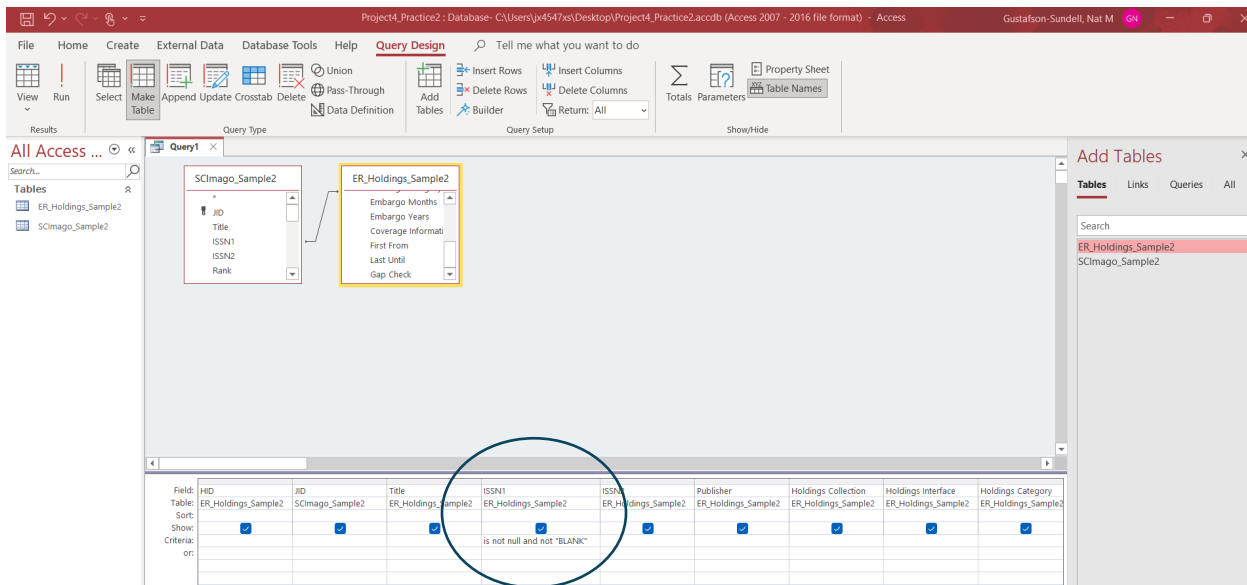 Project4_Practice2 : Database- C:\Users\jx4547xs\Desktop\Project4_Practice2.accdb (Access 2007 - 2016 file format) - Access
Gustafson-Sundell, Nat M
GN
File Home Create External Data Database Tools Help Query Design Tell me what you want to do
View
Run
Results
Select
Make Table
Append
Update
Crosstab
Delete
Union
Pass-Through
Data Definition
Query Type
Add Tables
Insert Rows
Delete Rows
Builder
Insert Columns
Delete Columns
Return: All
Query Setup
Totals
Parameters
Property Sheet
Table Names
Show/Hide
All Access ...
Search...
Tables
ER_Holdings_Sample2
SCImago_Sample2
Query1
SCImago_Sample2
*
JID
Title
ISSN1
ISSN2
Rank
ER_Holdings_Sample2
Embargo Months
Embargo Years
Coverage Informati
First From
Last Until
Gap Check
Add Tables
Tables Links Queries All
Search
ER_Holdings_Sample2
SCImago_Sample2
Field: HID JID Title ISSN1 Publisher Holdings Collection Holdings Interface Holdings Category
Table: ER_Holdings_Sample2 SCImago_Sample2 ER_Holdings_Sample2 ER_Holdings_Sample2 ER_Holdings_Sample2 ER_Holdings_Sample2 ER_Holdings_Sample2 ER_Holdings_Sample2 ER_Holdings_Sample2
Sort:
Show:
Criteria: is not null and not "BLANK"
or: